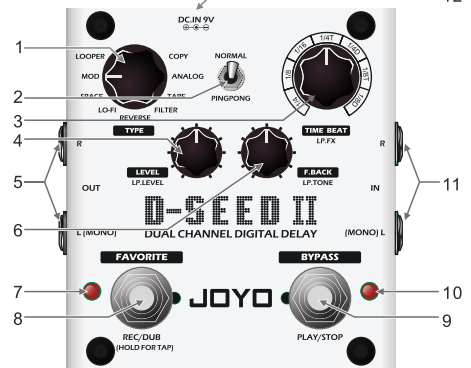 12
DC.IN 9V
1
LOOPER
COPY
NORMAL
1/16
1/4T
1/4D
MOD
ANALOG
1/8
1/8T
2
SPACE
TAPE
PINGPONG
1/4
1/8D
LO-FI
FILTER
REVERSE
3
TYPE
TIME BEAT
LP.FX
4
R
R
LEVEL
F.BACK
LP.LEVEL
LP.TONE
5
OUT
IN
11
6
D-SEED II
L (MONO)
DUAL CHANNEL DIGITAL DELAY
(MONO) L
FAVORITE
BYPASS
7
JOYO
10
8
9
REC/DUB
(HOLD FOR TAP)
PLAY/STOP